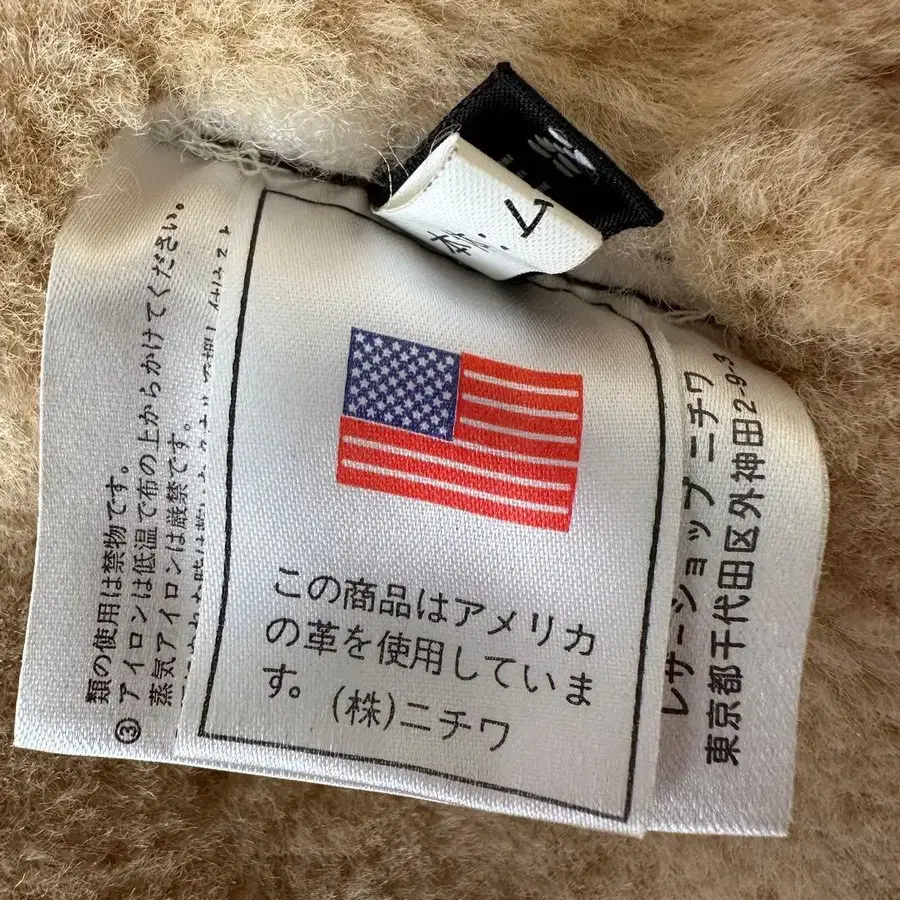 類の使用は禁物です。
③アイロンは低温で布の上からかけてください。
蒸気アイロンは厳禁です。
この商品はアメリカ
の革を使用していま
す。
(株)ニチワ
レザーショップ ニチワ
東京都千代田区外神田2-9-3